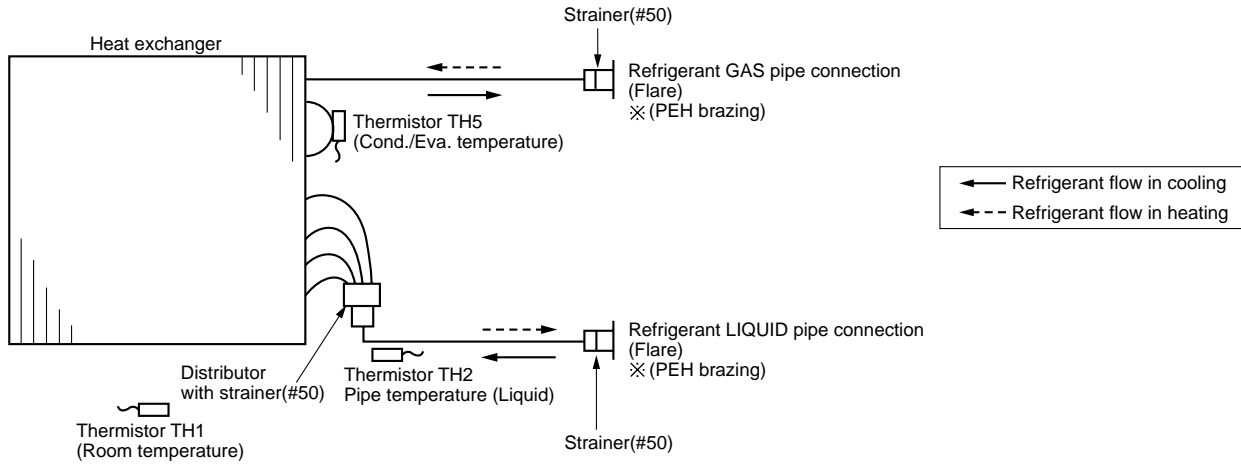 Strainer(#50)
Heat exchanger
Refrigerant GAS pipe connection
(Flare)
※(PEH brazing)
Thermistor TH5
(Cond./Eva. temperature)
Refrigerant flow in cooling
Refrigerant flow in heating
Refrigerant LIQUID pipe connection
(Flare)
※(PEH brazing)
Distributor
with strainer(#50)
Thermistor TH2
Pipe temperature (Liquid)
Thermistor TH1
(Room temperature)
Strainer(#50)